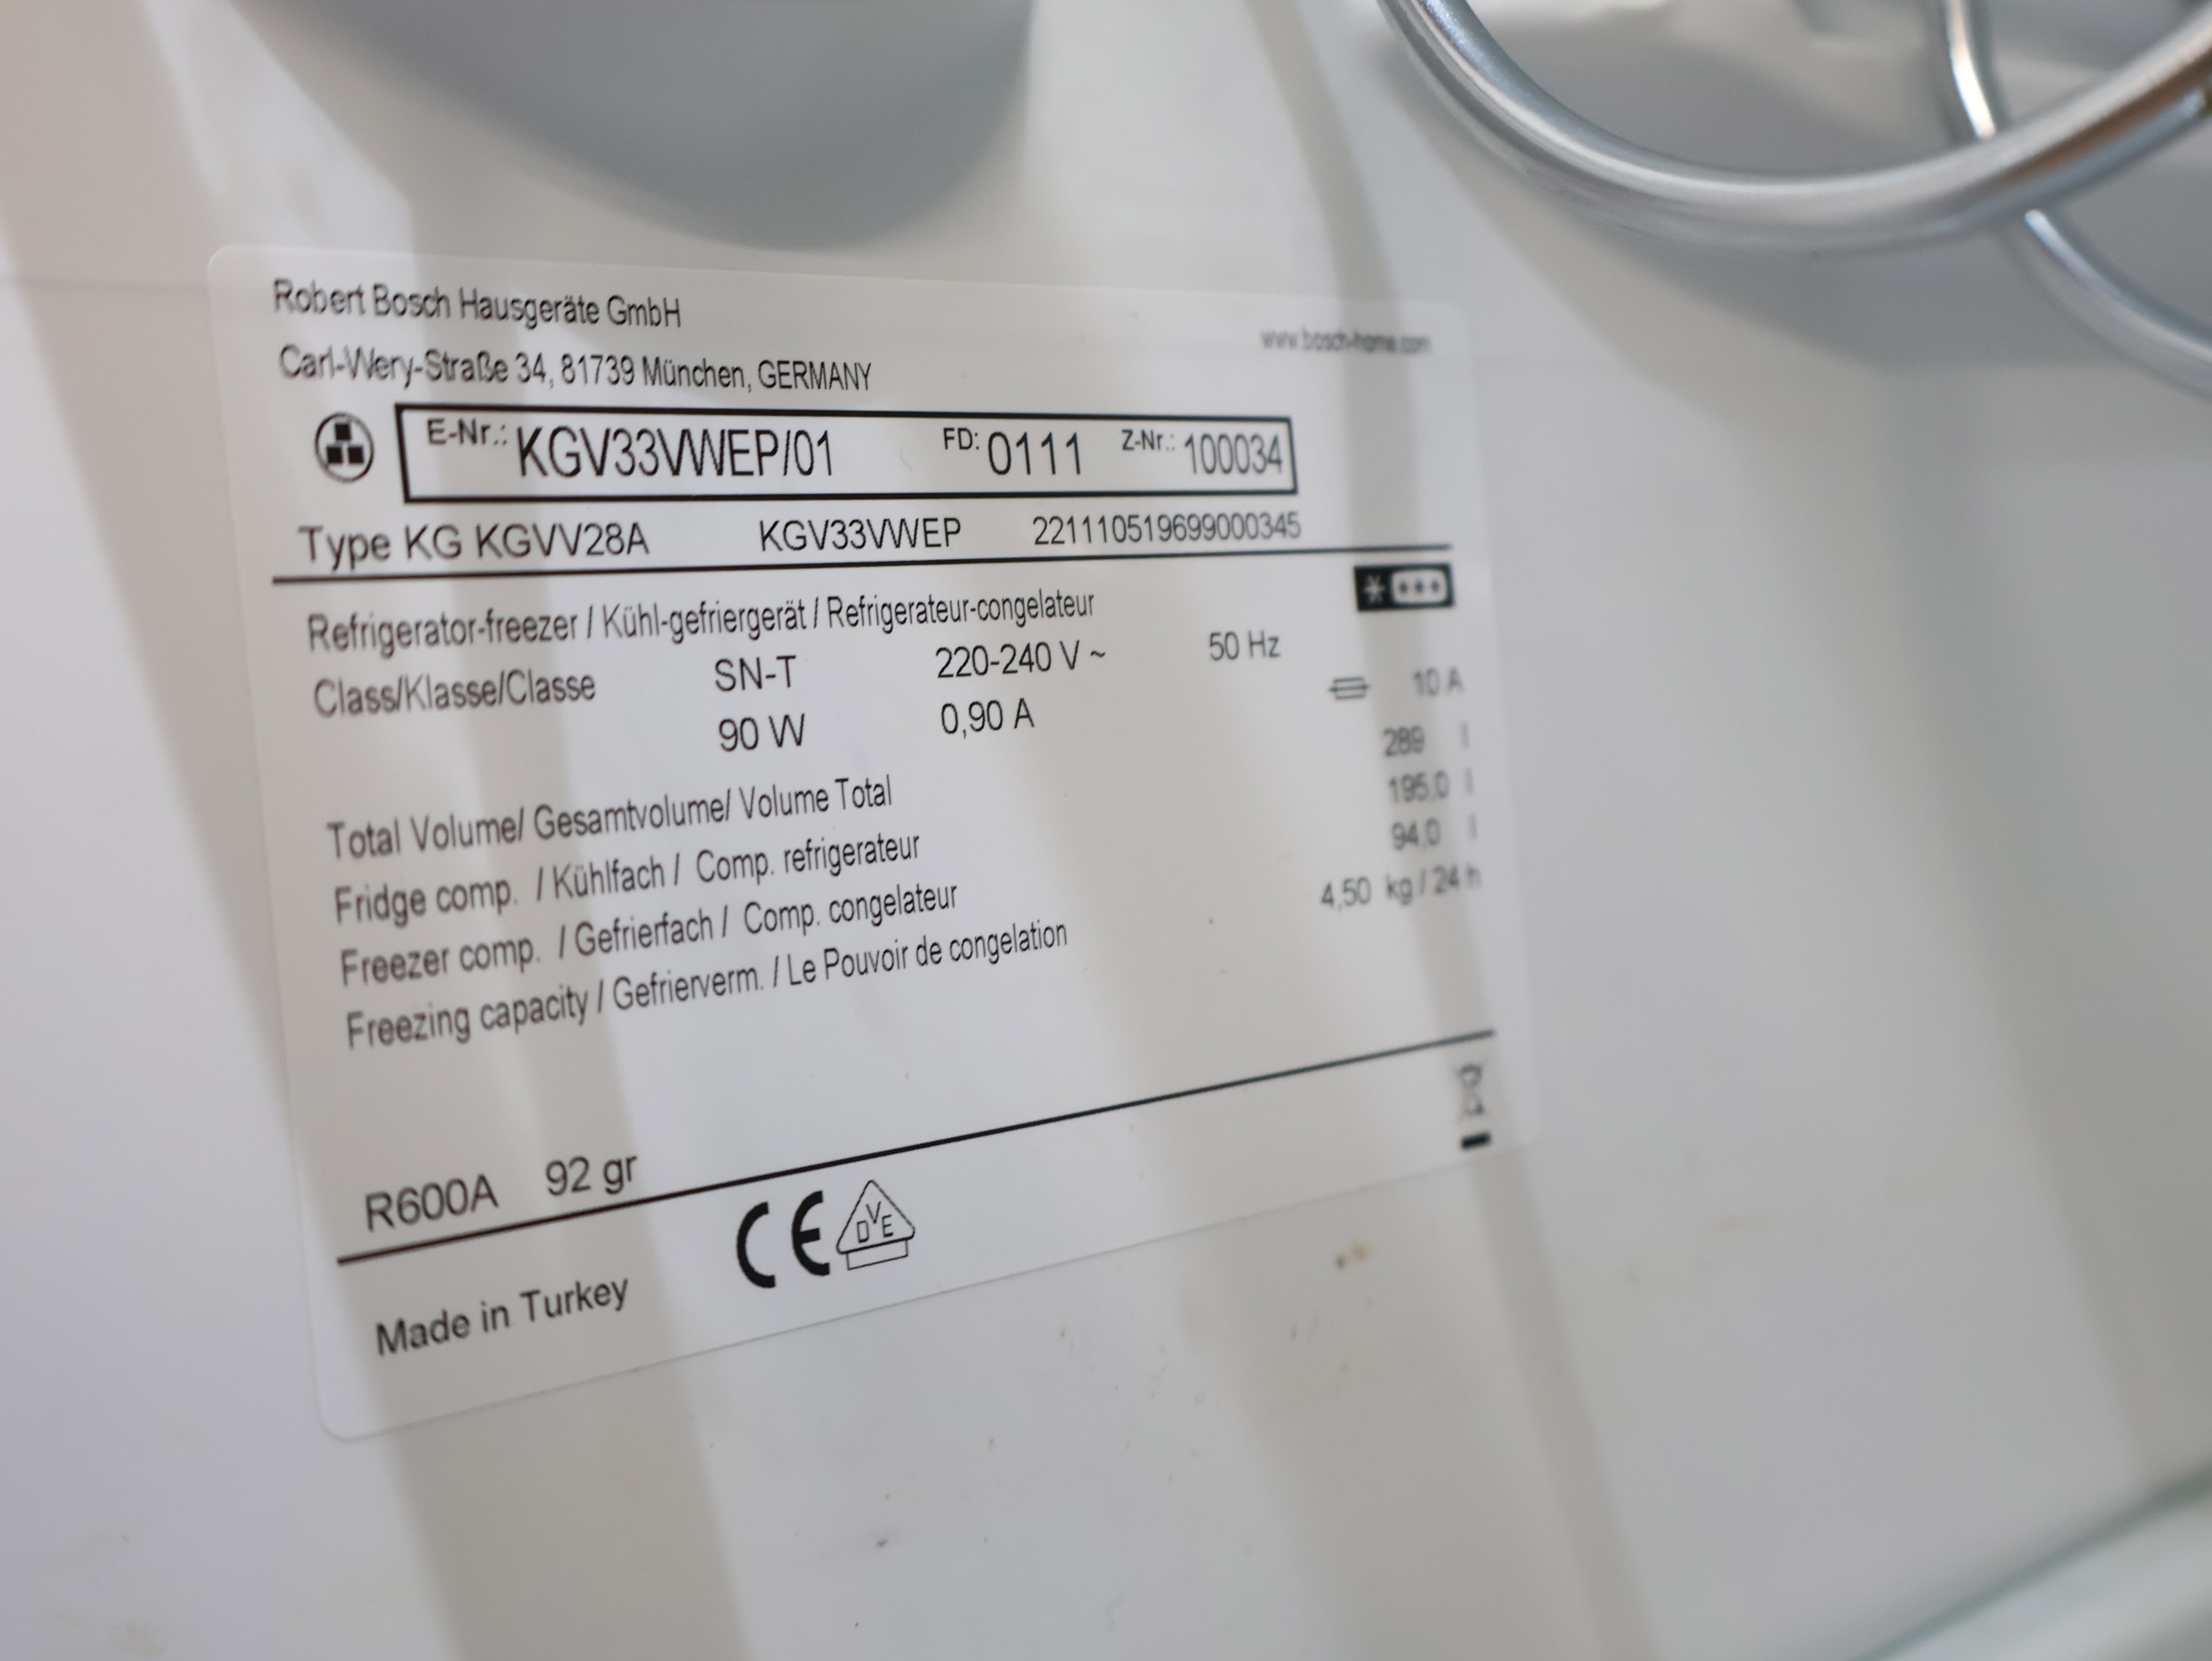 Robert Bosch Hausgeräte GmbH
www.bosch-home.com
Carl-Wery-Straße 34, 81739 München, GERMANY
E-Nr.: KGV33VWEP/01 FD: 0111 Z-Nr.: 100034
Type KG KGVV28A KGV33VWEP 221110519699000345
Refrigerator-freezer / Kühl-gefriergerät / Refrigerateur-congelateur
Class/Klasse/Classe SN-T 220-240 V ~ 50 Hz
90 W 0,90 A 10 A
Total Volume/ Gesamtvolume/ Volume Total 289 l
Fridge comp. / Kühlfach / Comp. refrigerateur 195,0 l
Freezer comp. / Gefrierfach / Comp. congelateur 94,0 l
Freezing capacity / Gefrierverm. / Le Pouvoir de congelation 4,50 kg / 24 h
R600A 92 gr
Made in Turkey CE DVE